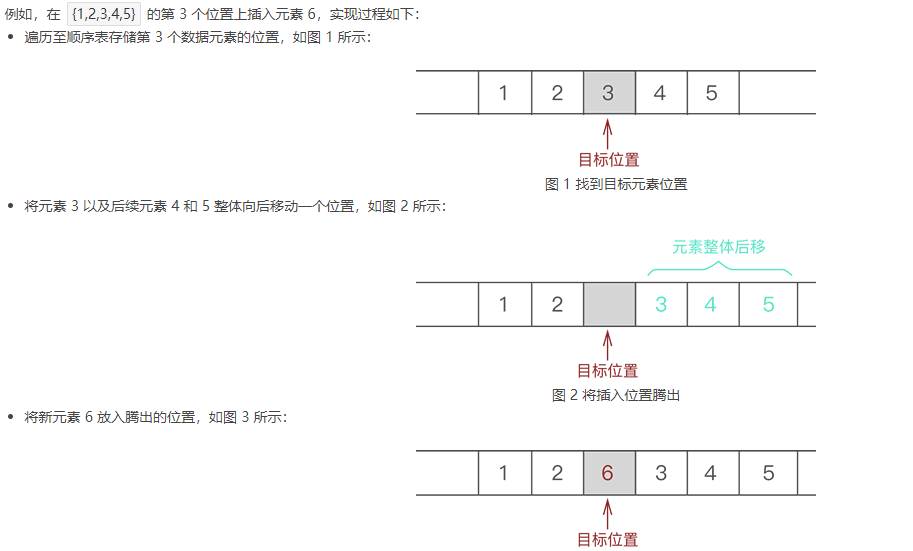 例如，在 {1,2,3,4,5} 的第 3 个位置上插入元素 6，实现过程如下：
• 遍历至顺序表存储第 3 个数据元素的位置，如图 1 所示：
1 2 3 4 5
目标位置
图 1 找到目标元素位置
• 将元素 3 以及后续元素 4 和 5 整体向后移动一个位置，如图 2 所示：
元素整体后移
1 2 3 4 5
目标位置
图 2 将插入位置腾出
• 将新元素 6 放入腾出的位置，如图 3 所示：
1 2 6 3 4 5
目标位置